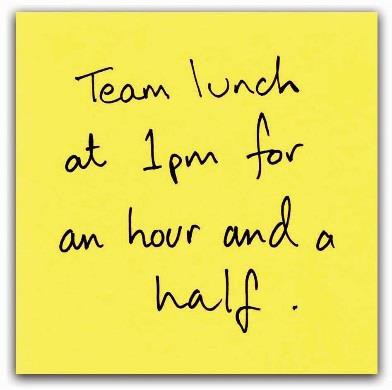 Team lunch
at 1pm for
an hour and a
half.